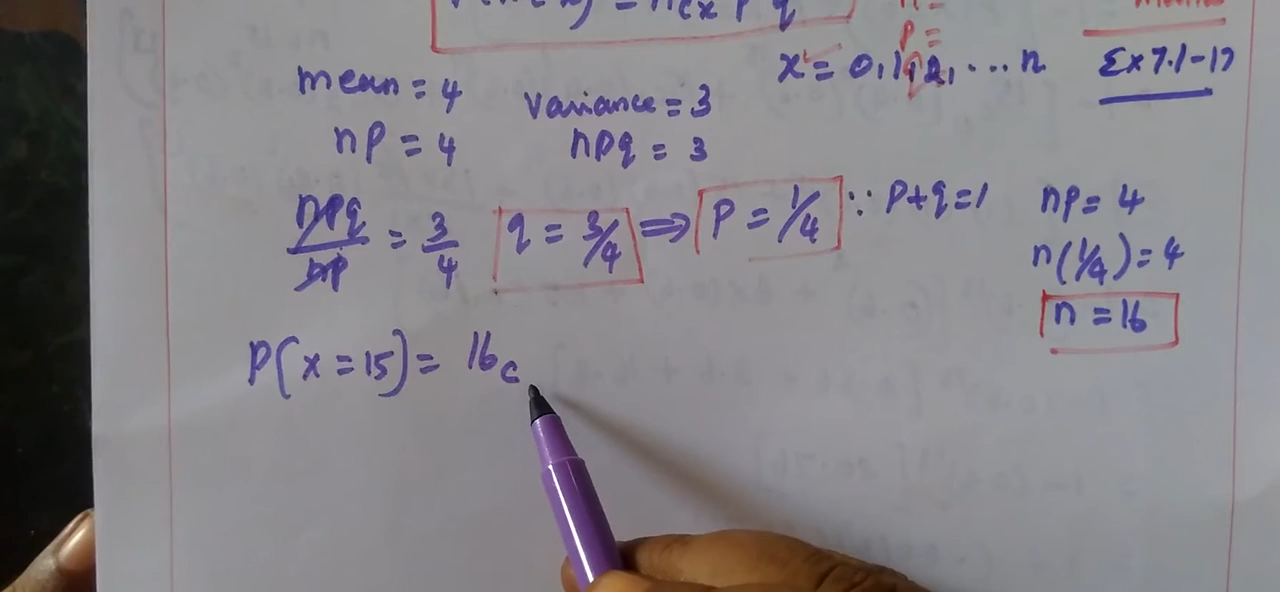 n=
p=
x = 0,1,2, ... n Ex 7.1-17
mean = 4 variance = 3
np = 4 npq = 3
npq/np = 3/4 q = 3/4 ⇒ p = 1/4 ∵ p+q=1
np = 4
n(1/4) = 4
n = 16
P(x = 15) = 16c